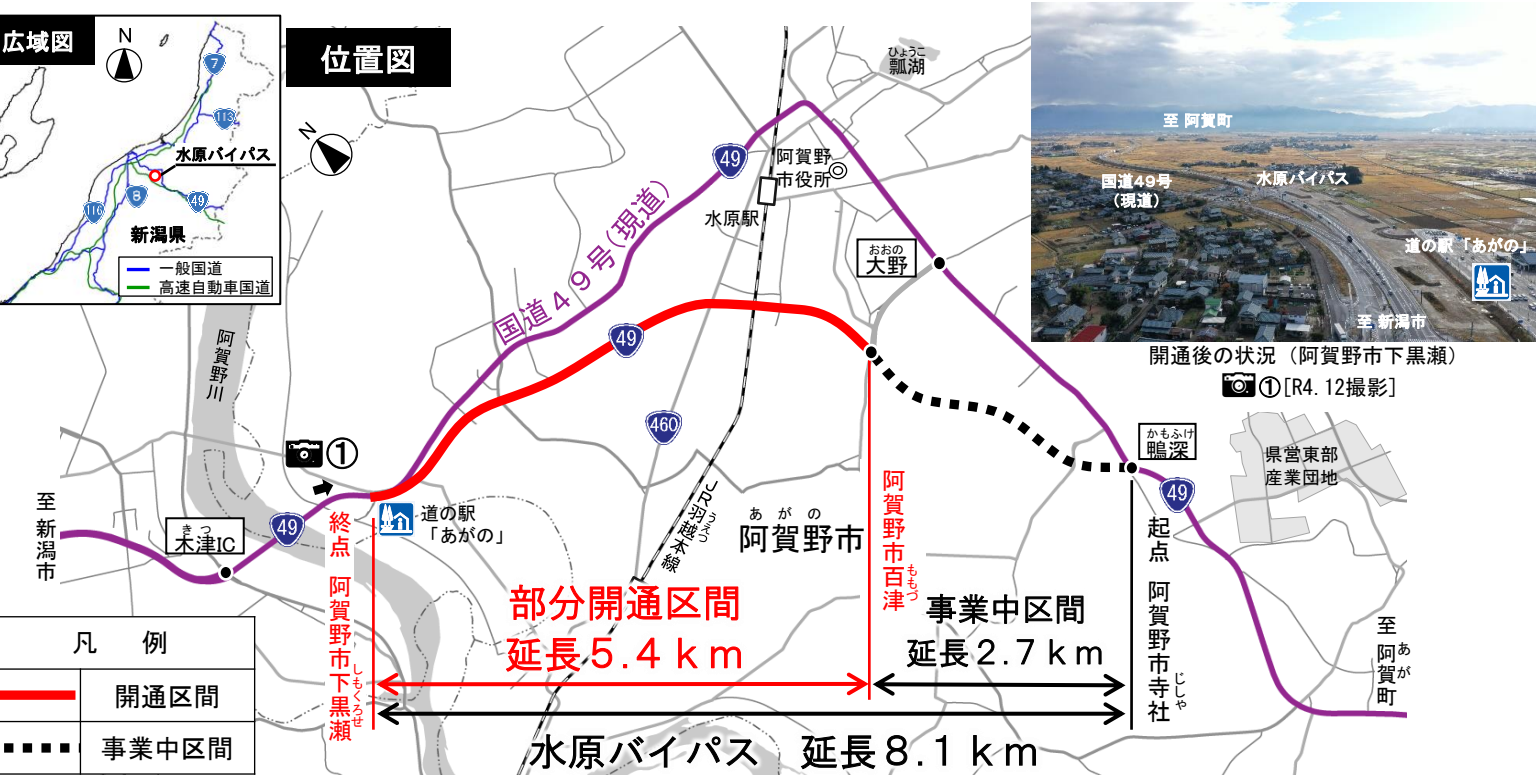 広域図
N
7
113
水原バイパス
8
49
116
新潟県
一般国道
高速自動車国道
位置図
N
ひょうこ
瓢湖
49
阿賀野
市役所
水原駅
国道49号(現道)
おおの
大野
49
阿賀野川
460
①
至 新潟市
きつ
木津IC
49
道の駅
「あがの」
JR羽越本線
うえつ
あがの
阿賀野市
かもふけ
鴨深
49
県営東部
産業団地
終点 阿賀野市下黒瀬
しもくろせ
阿賀野市百津
ももづ
起点 阿賀野市寺社
じしゃ
至 阿賀町
あが
部分開通区間
延長5.4km
事業中区間
延長2.7km
水原バイパス 延長8.1km
凡 例
開通区間
事業中区間
至 阿賀町
国道49号
(現道)
水原バイパス
道の駅「あがの」
至 新潟市
開通後の状況(阿賀野市下黒瀬)
①[R4.12撮影]